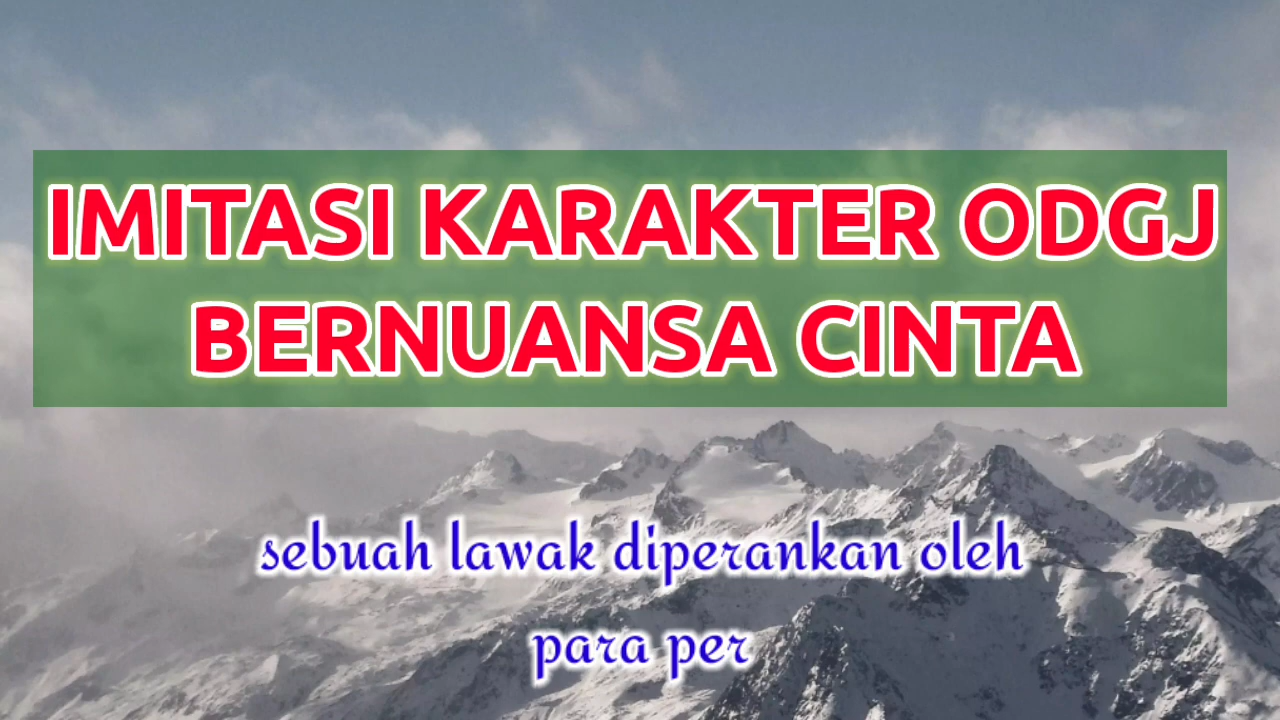 IMITASI KARAKTER ODGJ
BERNUANSA CINTA
sebuah lawak diperankan oleh
para per